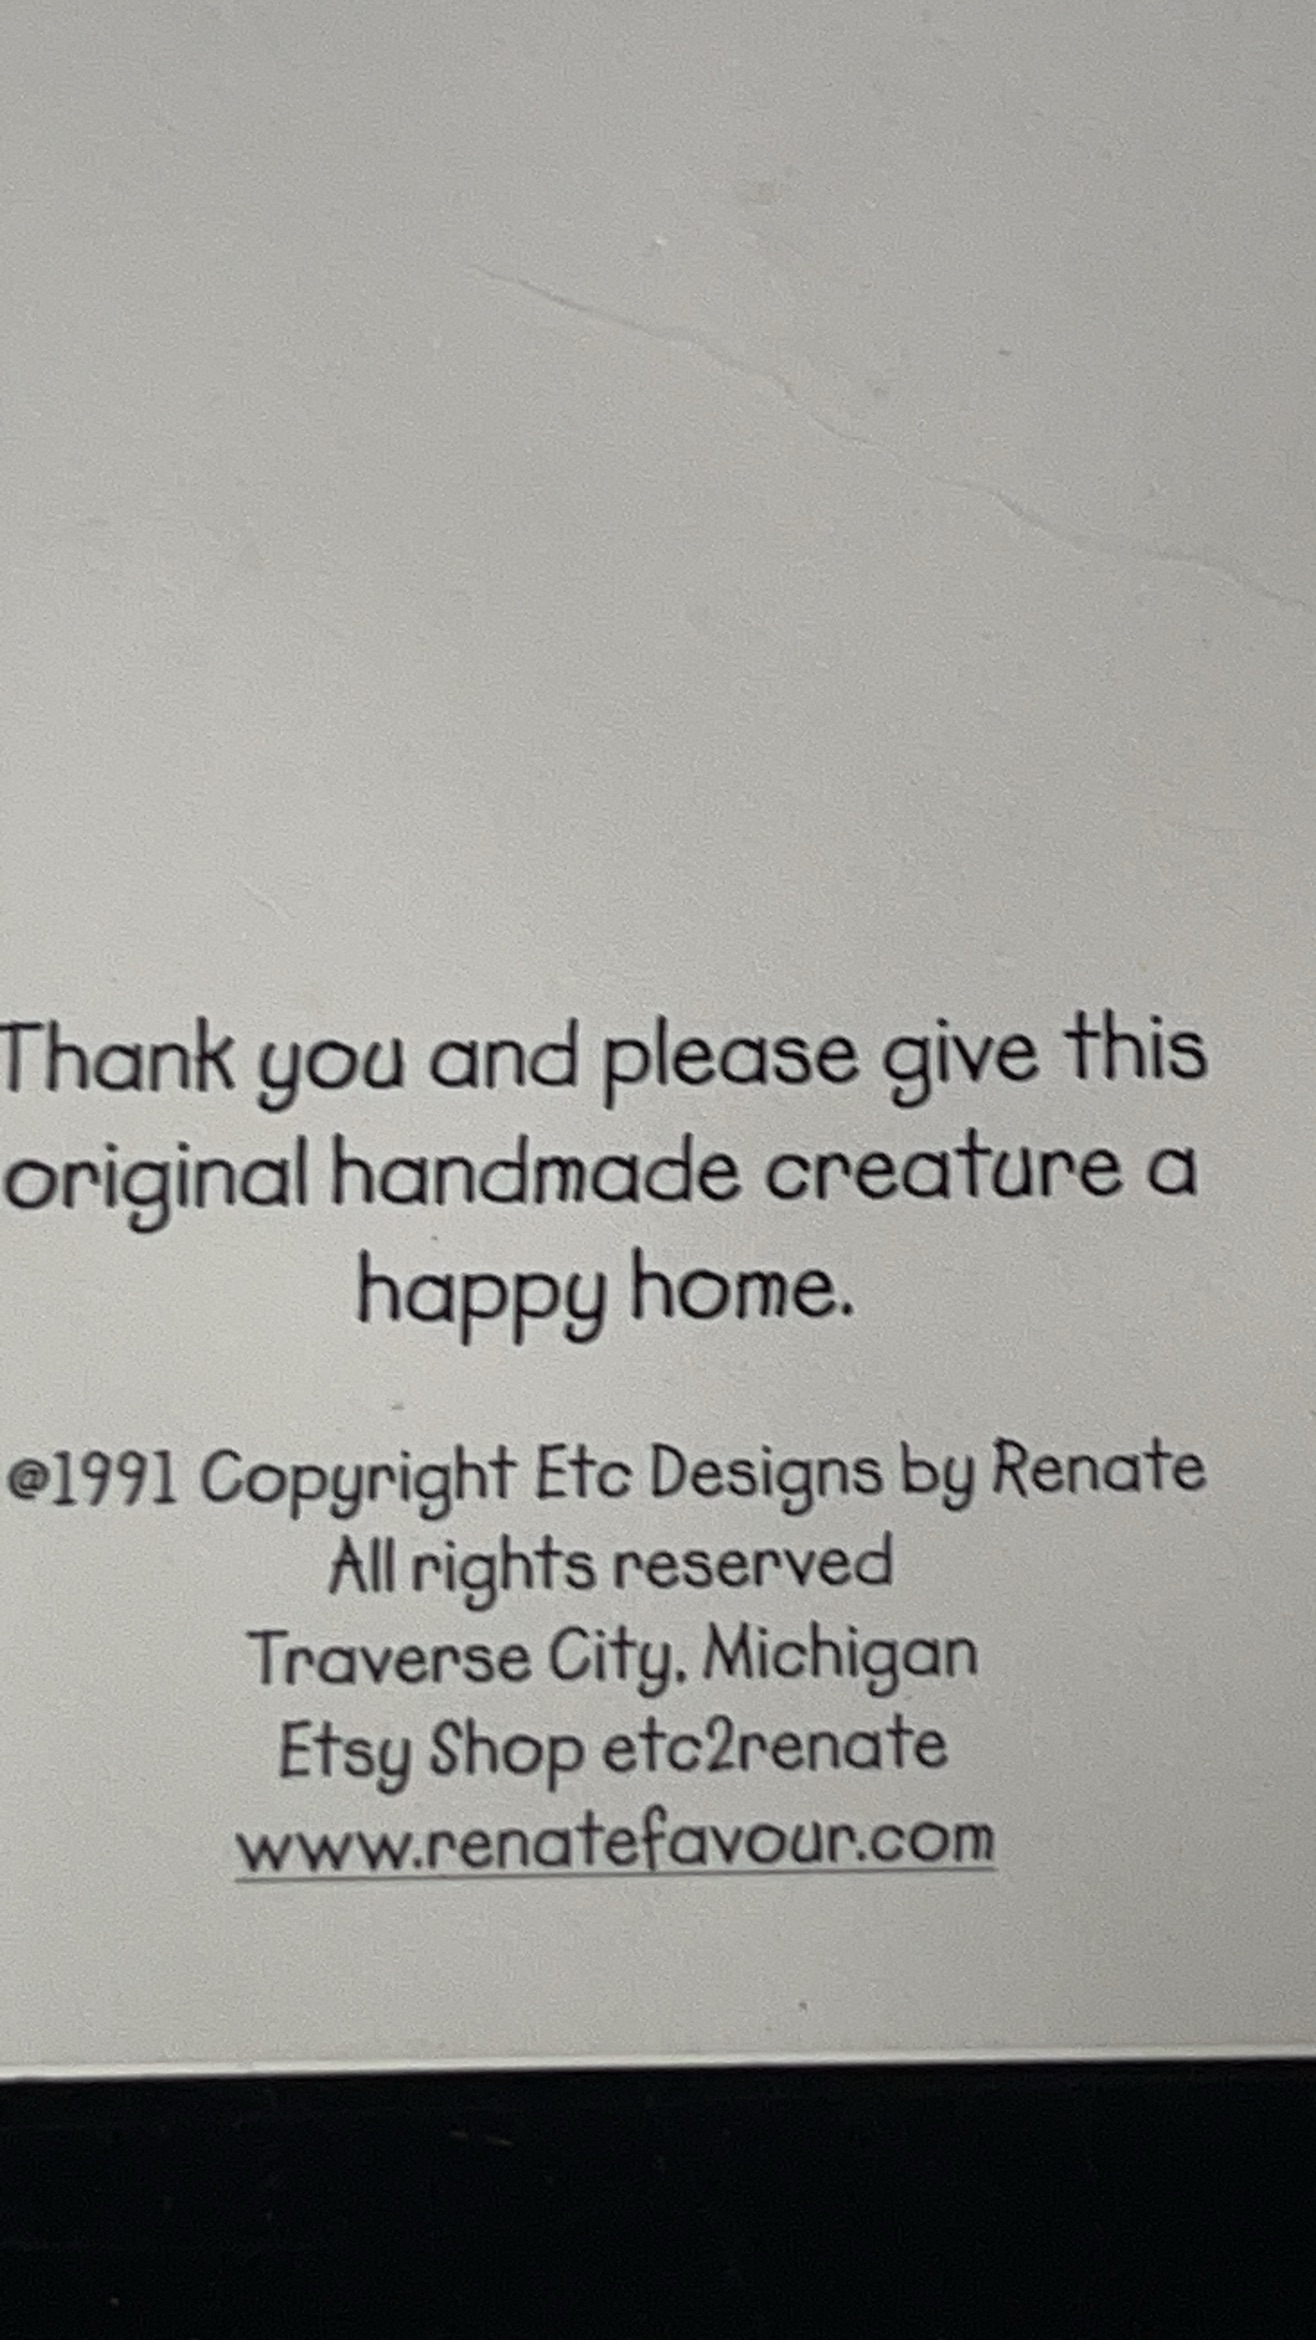 Thank you and please give this
original handmade creature a
happy home.
@1991 Copyright Etc Designs by Renate
All rights reserved
Traverse City, Michigan
Etsy Shop etc2renate
www.renatefavour.com